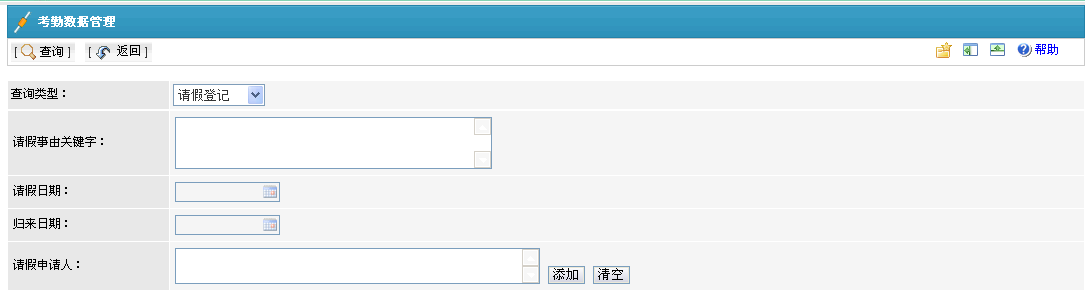 考勤数据管理
[ 查询 ] [ 返回 ] 帮助
查询类型： 请假登记
请假事由关键字：
请假日期：
归来日期：
请假申请人： 添加 清空